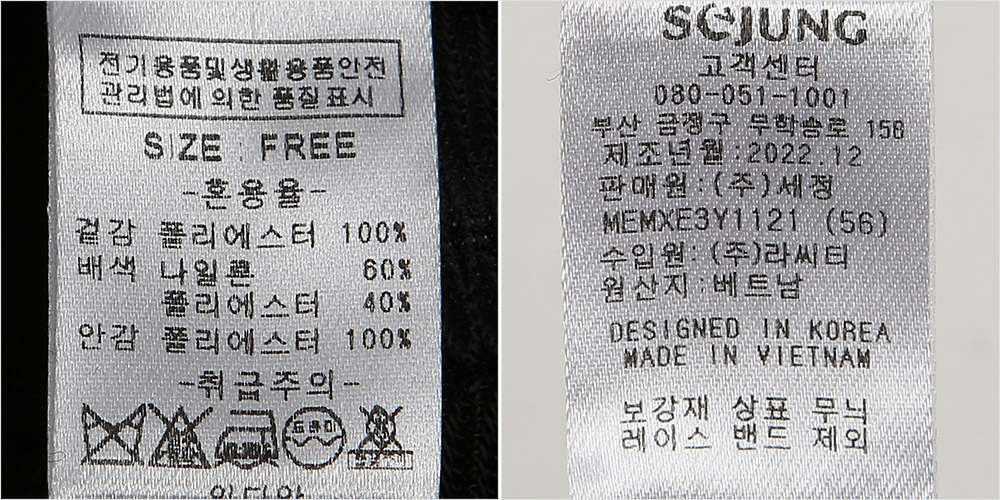 전기용품및생활용품안전
관리법에 의한 품질표시
SIZE : FREE
-혼용율-
겉감 폴리에스터 100%
배색 나일론 60%
폴리에스터 40%
안감 폴리에스터 100%
-취급주의-
드라이
SOJUNG
고객센터
080-051-1001
부산 금정구 무학송로 158
제조년월:2022.12
판매원:(주)세정
MEMXE3Y1121 (56)
수입원:(주)라씨티
원산지:베트남
DESIGNED IN KOREA
MADE IN VIETNAM
보강재 상표 무늬
레이스 밴드 제외